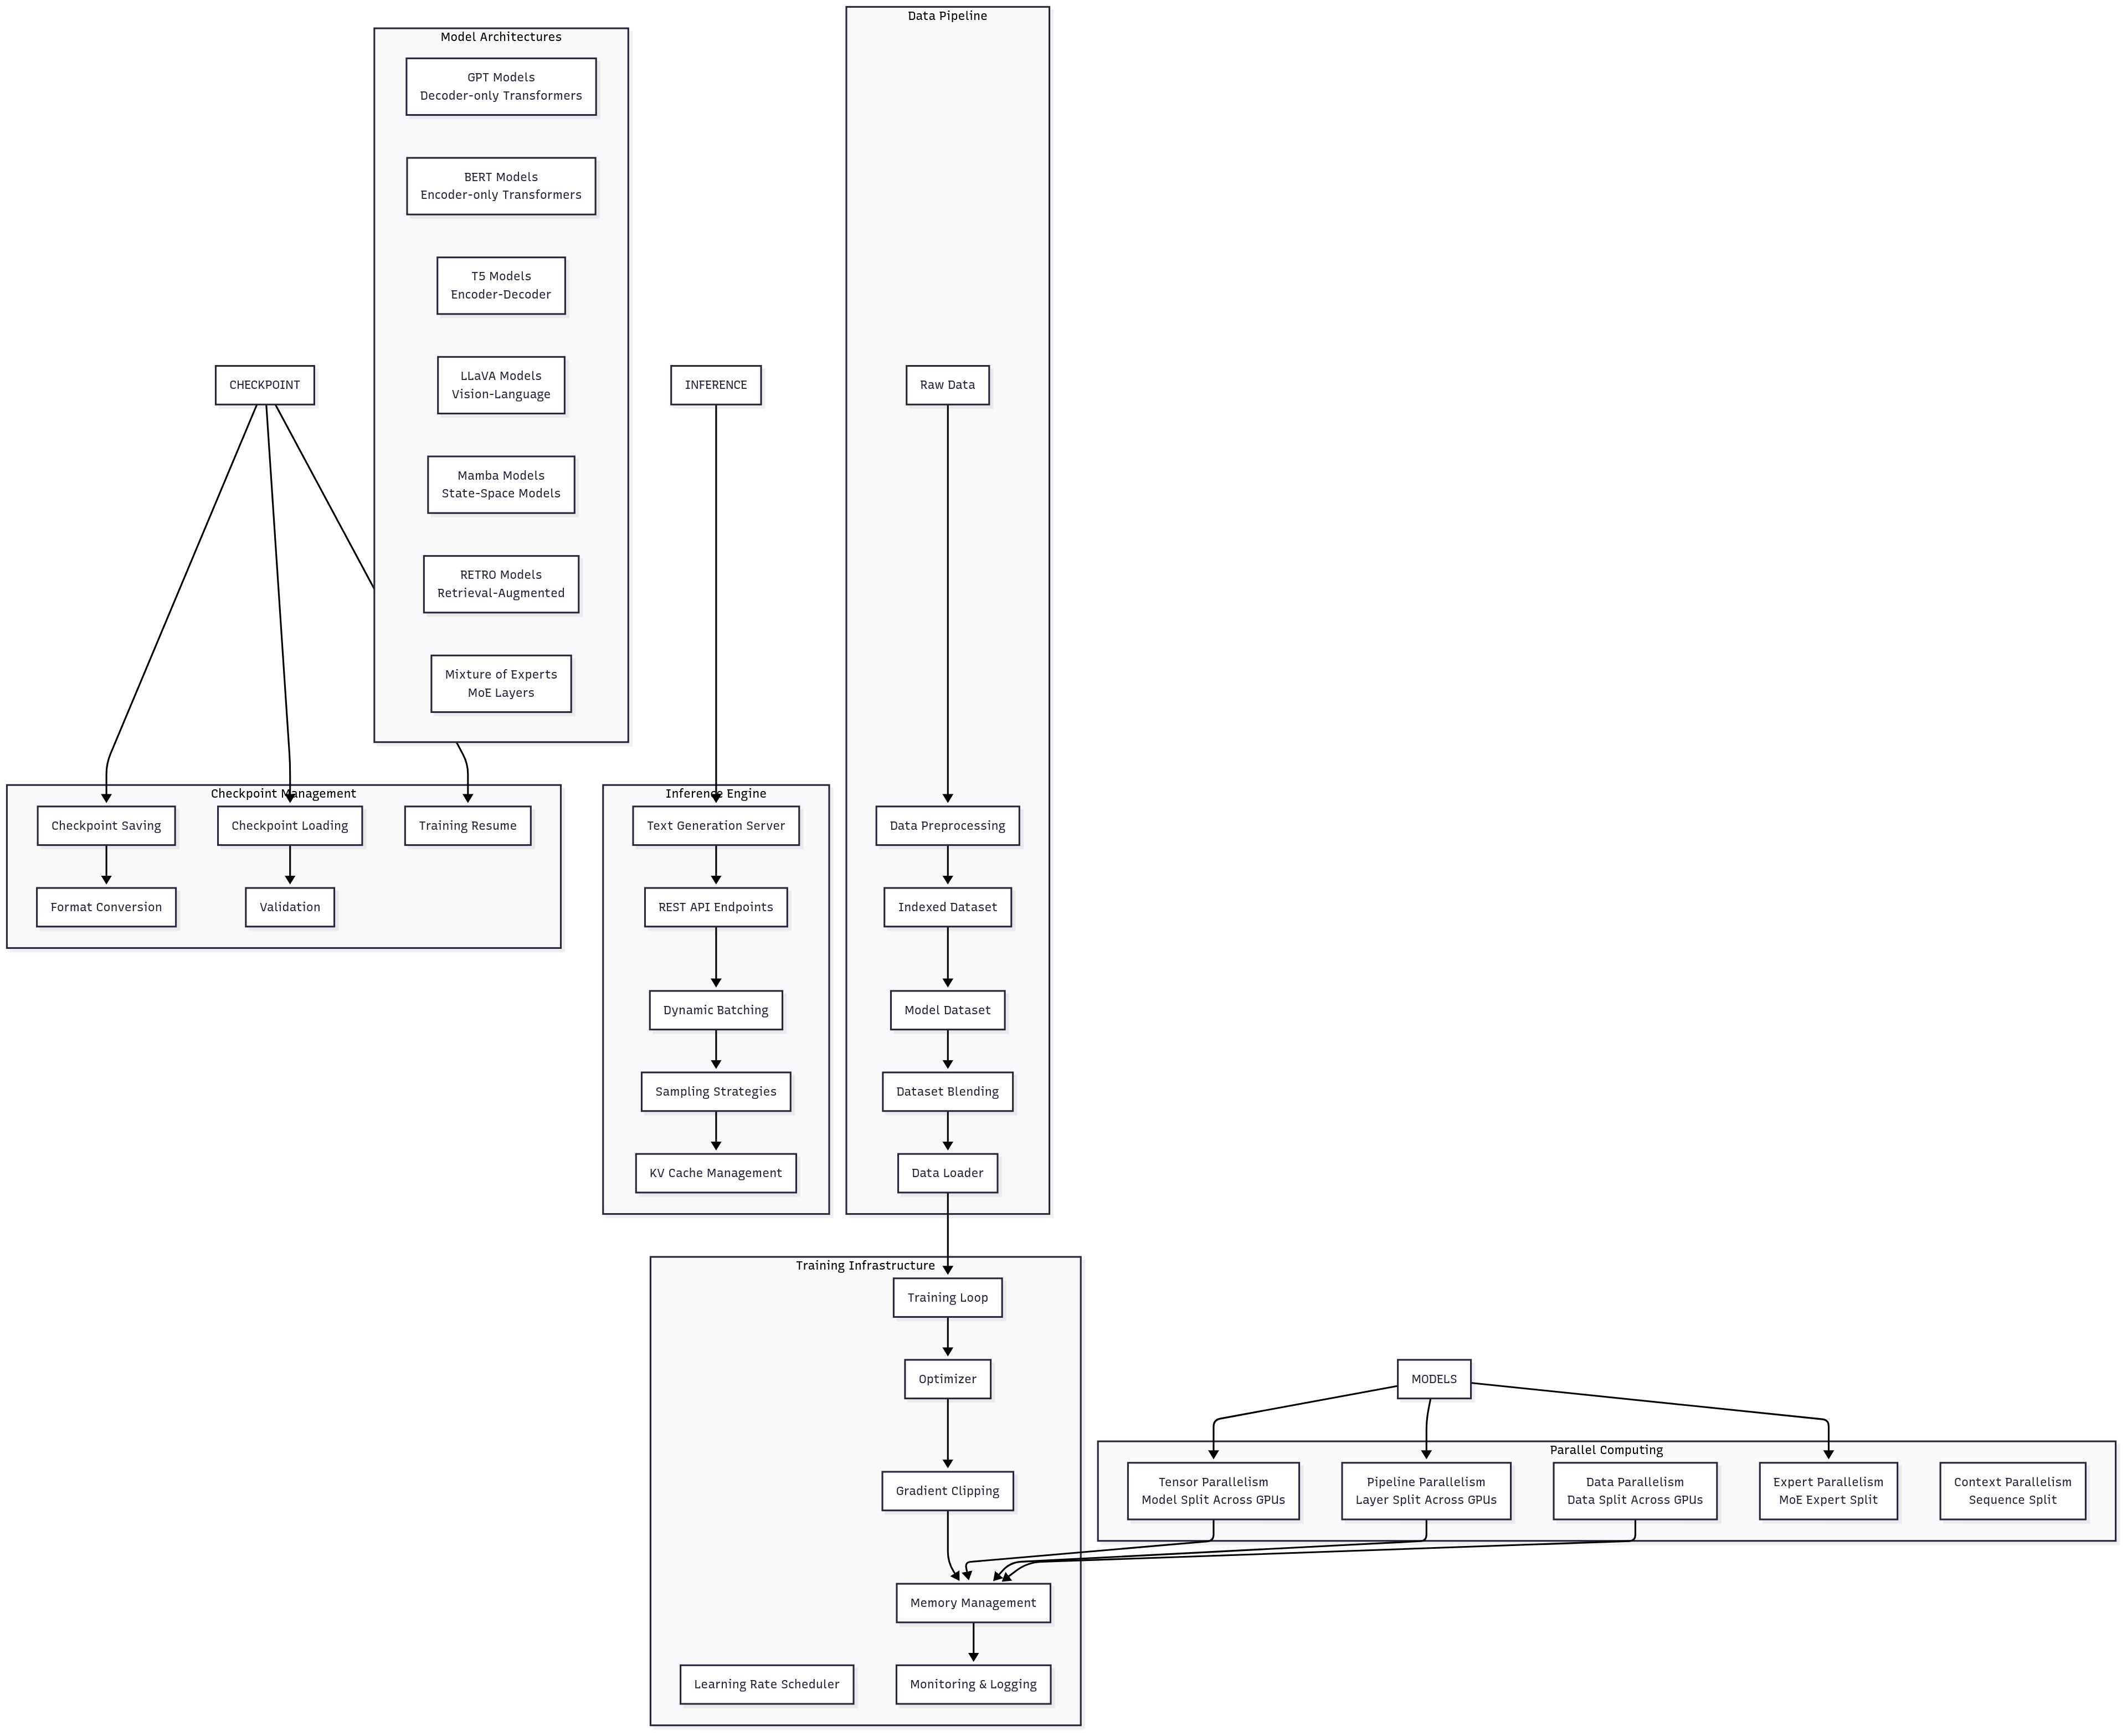 Data Pipeline
Model Architectures
GPT Models
Decoder-only Transformers
BERT Models
Encoder-only Transformers
T5 Models
Encoder-Decoder
CHECKPOINT
LLaVA Models
Vision-Language
INFERENCE
Raw Data
Mamba Models
State-Space Models
RETRO Models
Retrieval-Augmented
Mixture of Experts
MoE Layers
Checkpoint Management
Checkpoint Saving
Checkpoint Loading
Training Resume
Format Conversion
Validation
Inference Engine
Text Generation Server
REST API Endpoints
Dynamic Batching
Sampling Strategies
KV Cache Management
Data Preprocessing
Indexed Dataset
Model Dataset
Dataset Blending
Data Loader
Training Infrastructure
Training Loop
Optimizer
Gradient Clipping
Memory Management
Learning Rate Scheduler
Monitoring & Logging
MODELS
Parallel Computing
Tensor Parallelism
Model Split Across GPUs
Pipeline Parallelism
Layer Split Across GPUs
Data Parallelism
Data Split Across GPUs
Expert Parallelism
MoE Expert Split
Context Parallelism
Sequence Split